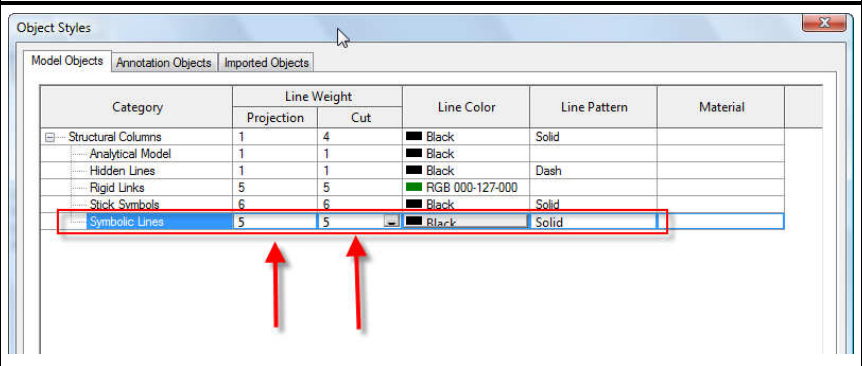 Object Styles
Model Objects Annotation Objects Imported Objects
Category Line Weight Line Color Line Pattern Material
Projection Cut
Structural Columns 1 4 Black Solid
Analytical Model 1 1 Black
Hidden Lines 1 1 Black Dash
Rigid Links 5 5 RGB 000-127-000
Stick Symbols 6 6 Black Solid
Symbolic Lines 5 5 Black Solid